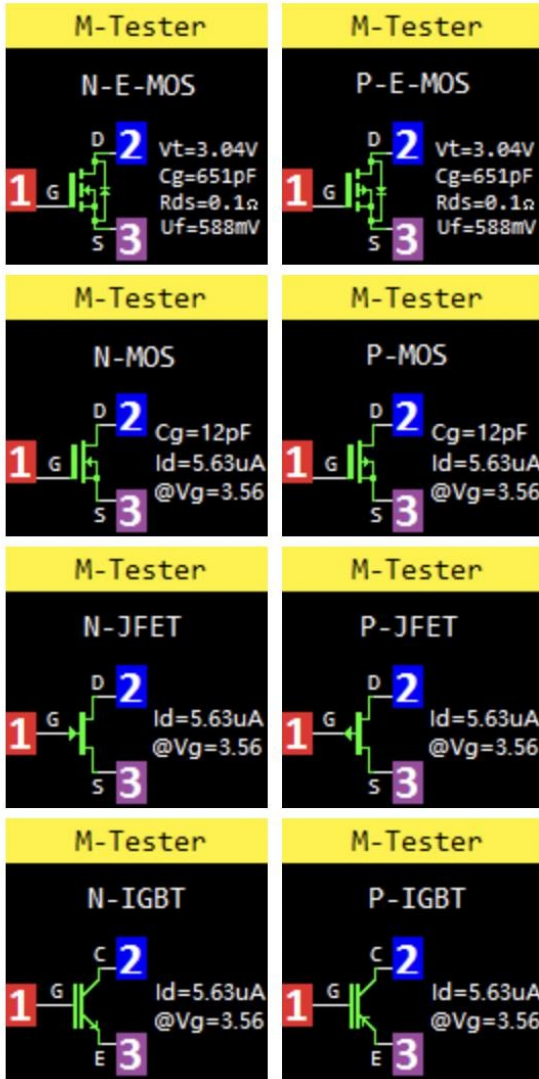 M-Tester
N-E-MOS
D 2
1 G
S 3
Vt=3.04V
Cg=651pF
Rds=0.1Ω
Uf=588mV
M-Tester
P-E-MOS
D 2
1 G
S 3
Vt=3.04V
Cg=651pF
Rds=0.1Ω
Uf=588mV
M-Tester
N-MOS
D 2
1 G
S 3
Cg=12pF
Id=5.63uA
@Vg=3.56
M-Tester
P-MOS
D 2
1 G
S 3
Cg=12pF
Id=5.63uA
@Vg=3.56
M-Tester
N-JFET
D 2
1 G
S 3
Id=5.63uA
@Vg=3.56
M-Tester
P-JFET
D 2
1 G
S 3
Id=5.63uA
@Vg=3.56
M-Tester
N-IGBT
C 2
1 G
E 3
Id=5.63uA
@Vg=3.56
M-Tester
P-IGBT
C 2
1 G
E 3
Id=5.63uA
@Vg=3.56